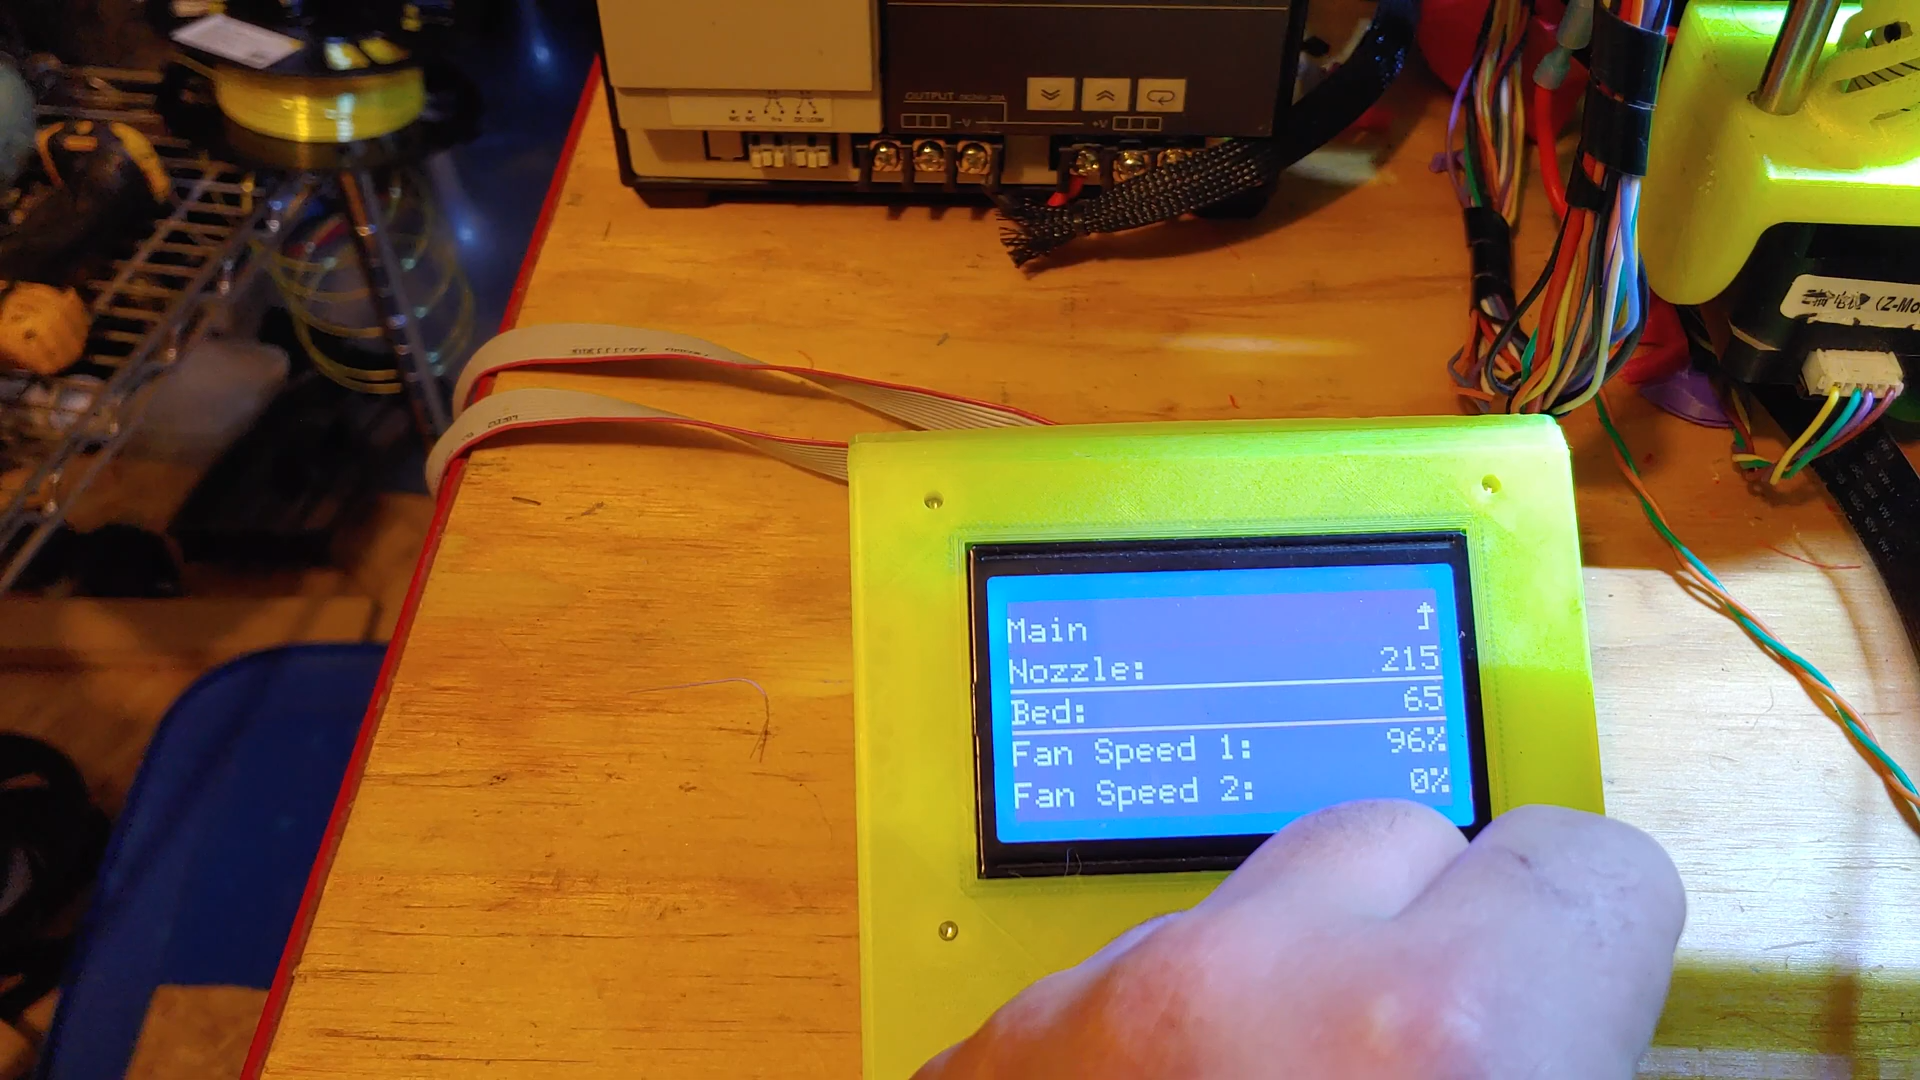 OUTPUT
-V
+V
(Z-Mo
Main
Nozzle: 215
Bed: 65
Fan Speed 1: 96%
Fan Speed 2: 0%